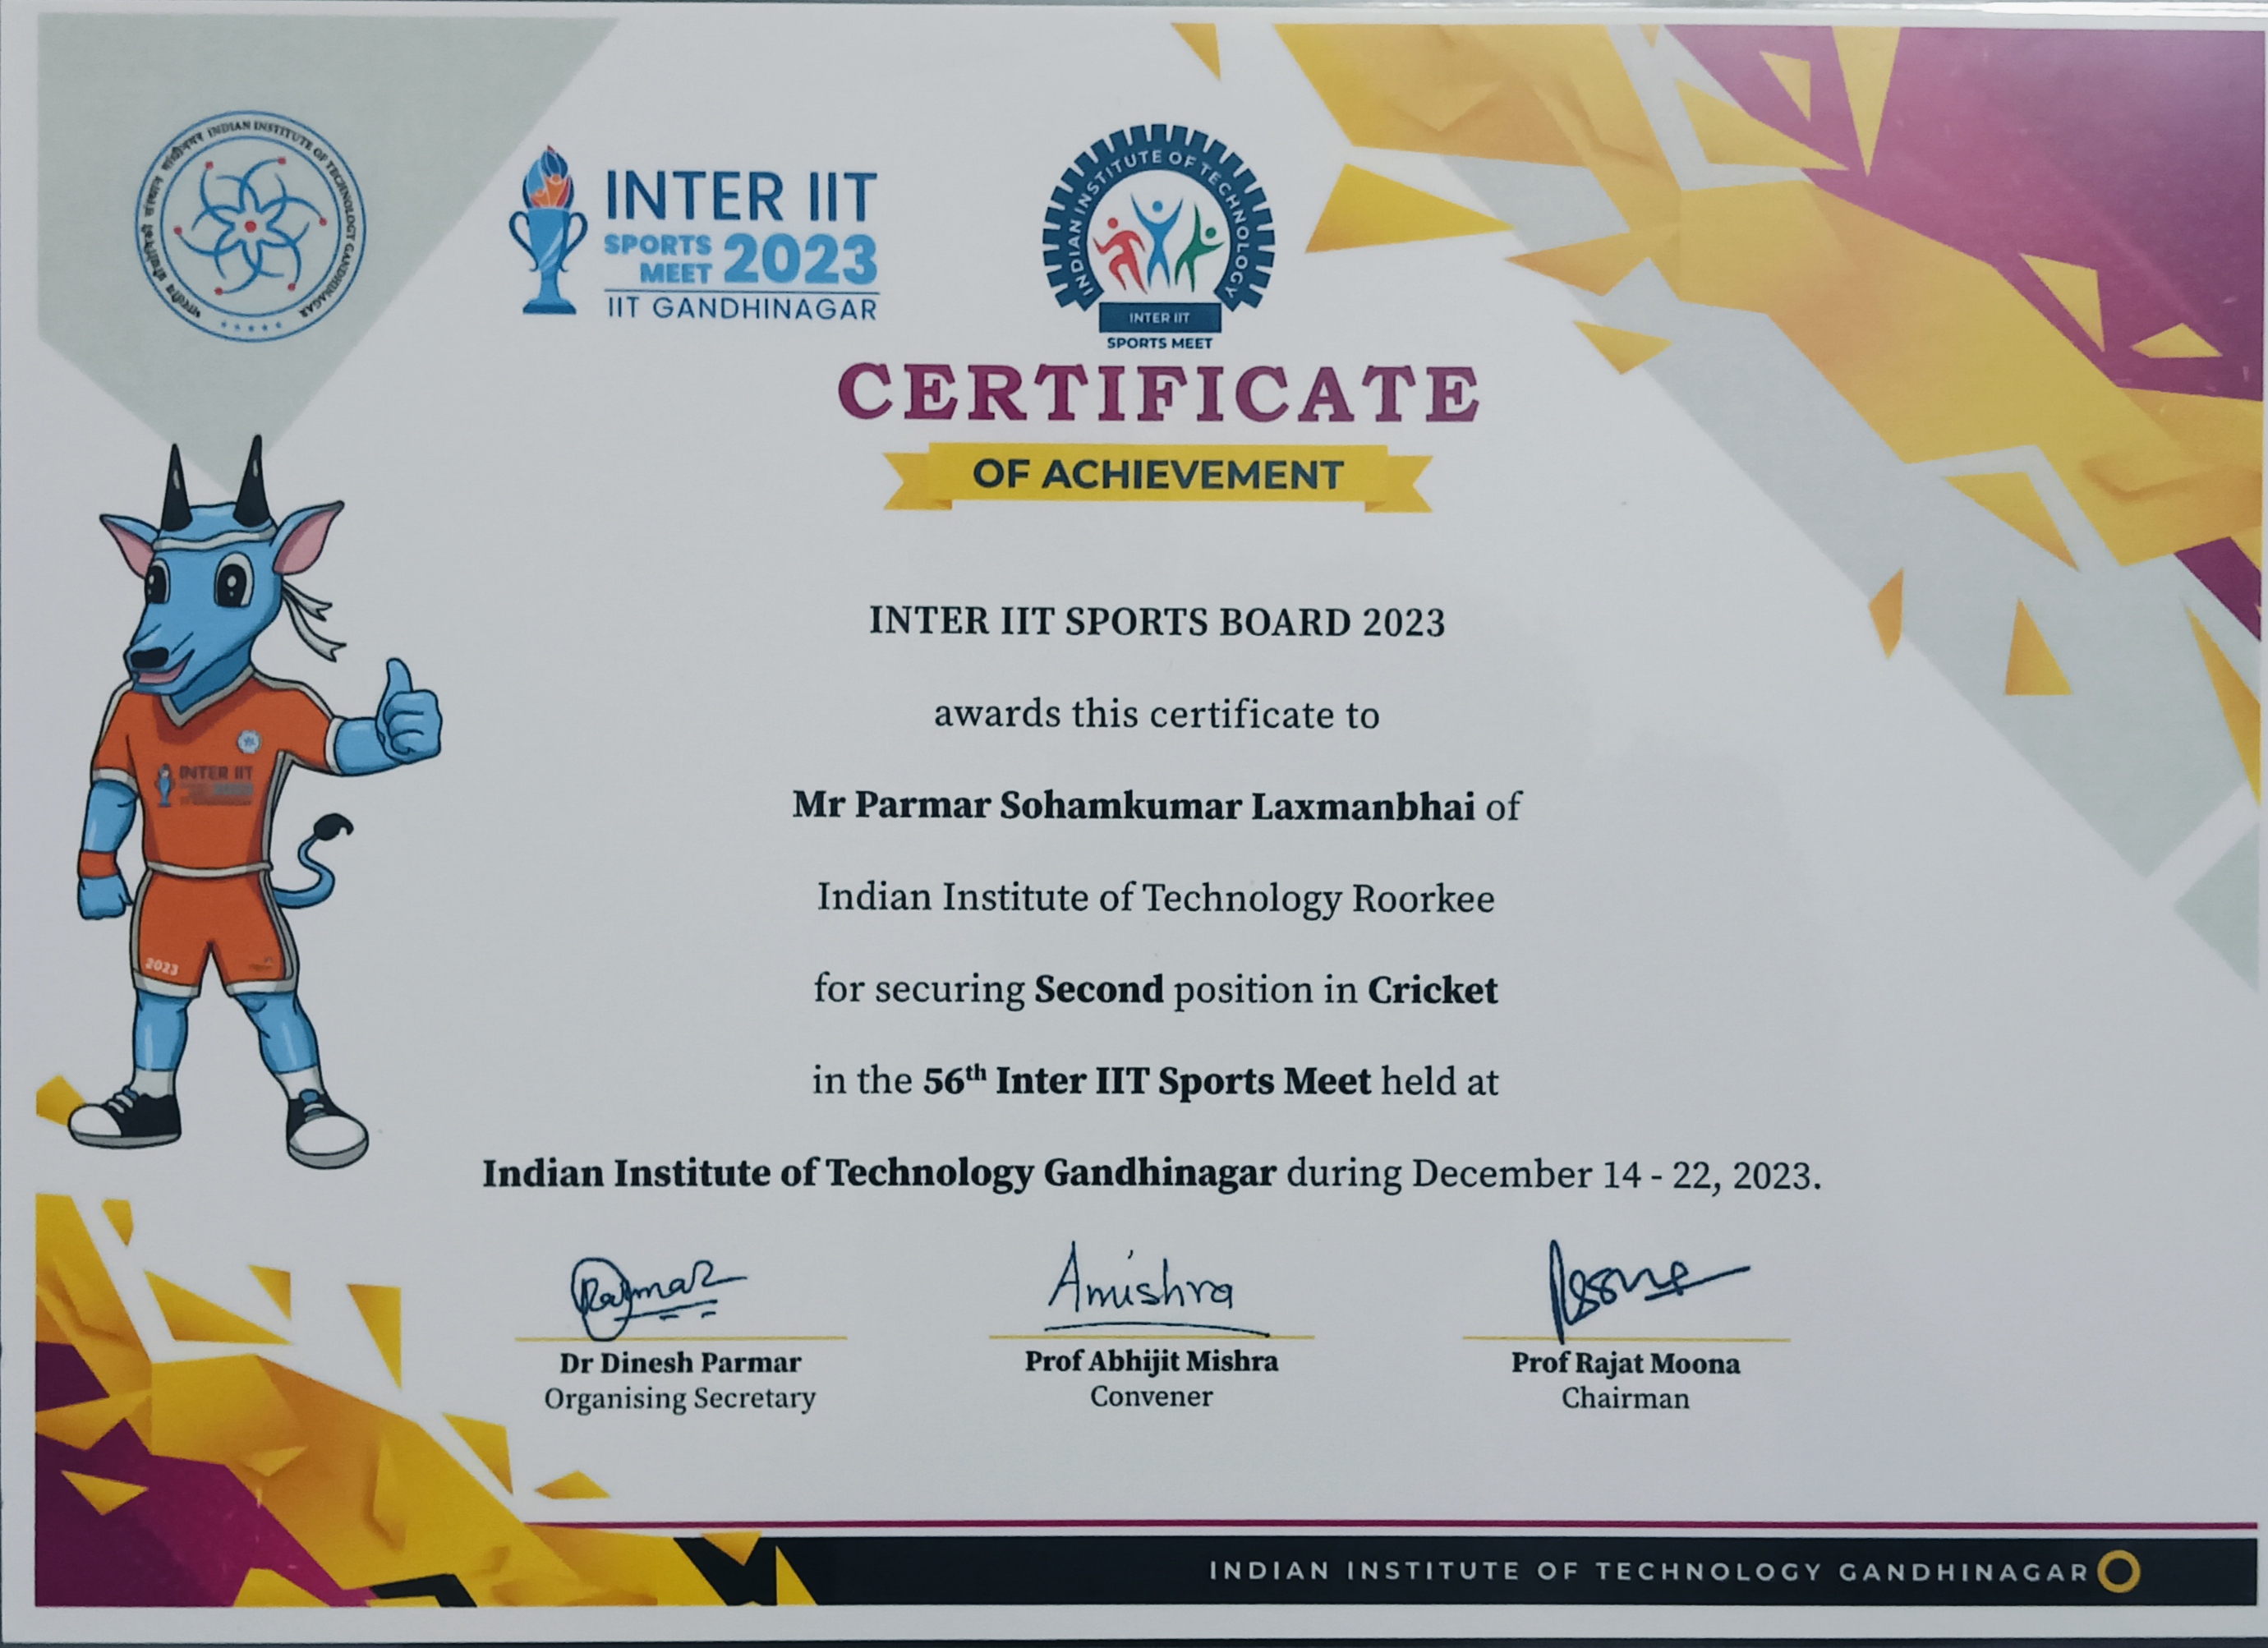 भारतीय प्रौद्योगिकी संस्थान गांधीनगर INDIAN INSTITUTE OF TECHNOLOGY GANDHINAGAR
INTER IIT
SPORTS
MEET 2023
IIT GANDHINAGAR
INDIAN INSTITUTE OF TECHNOLOGY
INTER IIT
SPORTS MEET
CERTIFICATE
OF ACHIEVEMENT
INTER IIT SPORTS BOARD 2023
awards this certificate to
Mr Parmar Sohamkumar Laxmanbhai of
Indian Institute of Technology Roorkee
for securing Second position in Cricket
in the 56th Inter IIT Sports Meet held at
Indian Institute of Technology Gandhinagar during December 14 - 22, 2023.
INTER IIT
2023
Amishra
Dr Dinesh Parmar
Organising Secretary
Prof Abhijit Mishra
Convener
Prof Rajat Moona
Chairman
INDIAN INSTITUTE OF TECHNOLOGY GANDHINAGAR